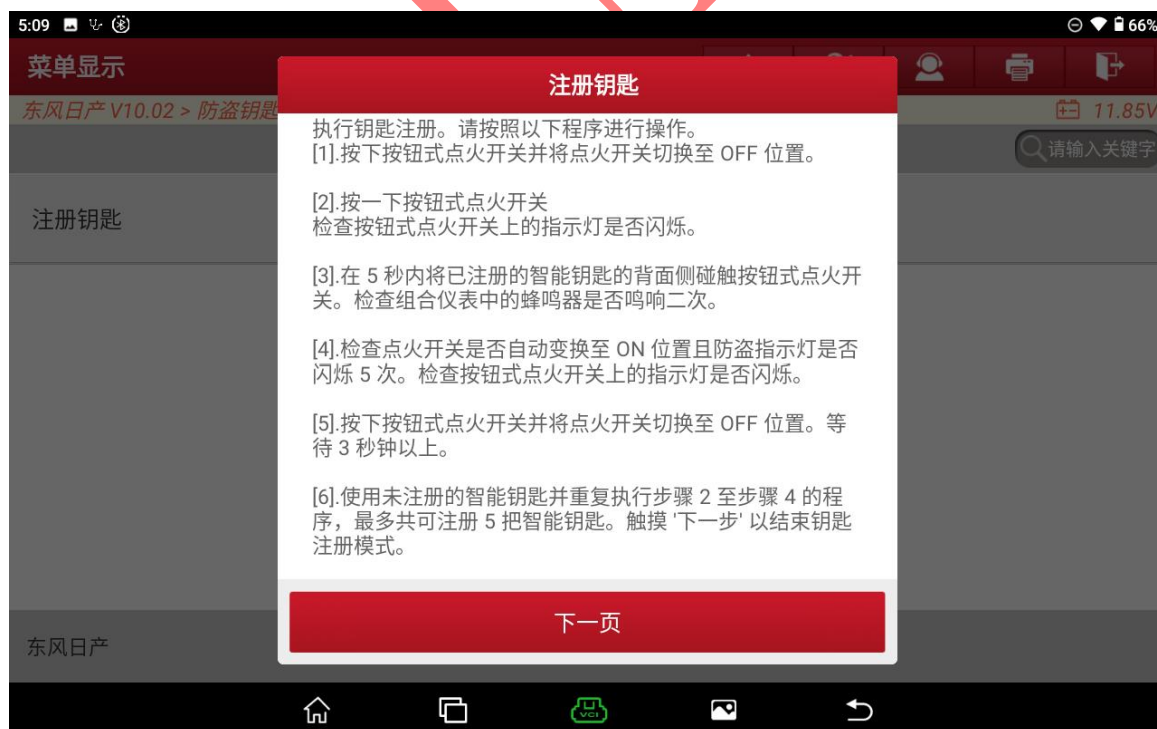 5:09
66%
菜单显示
注册钥匙
东风日产 V10.02 > 防盗钥匙
11.85V
请输入关键字
注册钥匙
执行钥匙注册。请按照以下程序进行操作。
[1].按下按钮式点火开关并将点火开关切换至 OFF 位置。
[2].按一下按钮式点火开关
检查按钮式点火开关上的指示灯是否闪烁。
[3].在 5 秒内将已注册的智能钥匙的背面侧碰触按钮式点火开
关。检查组合仪表中的蜂鸣器是否鸣响二次。
[4].检查点火开关是否自动变换至 ON 位置且防盗指示灯是否
闪烁 5 次。检查按钮式点火开关上的指示灯是否闪烁。
[5].按下按钮式点火开关并将点火开关切换至 OFF 位置。等
待 3 秒钟以上。
[6].使用未注册的智能钥匙并重复执行步骤 2 至步骤 4 的程
序，最多共可注册 5 把智能钥匙。触摸 '下一步' 以结束钥匙
注册模式。
下一页
东风日产
VCI